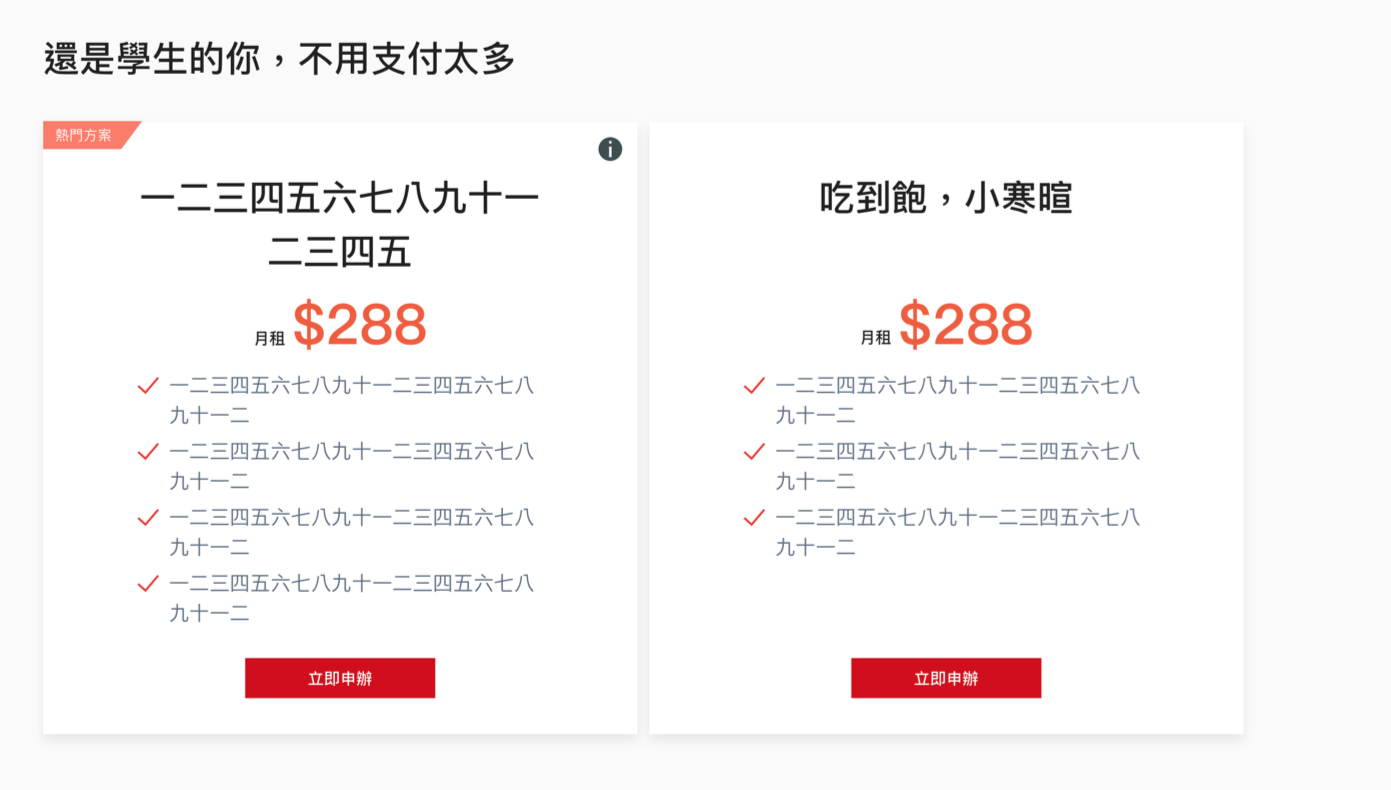 還是學生的你，不用支付太多
熱門方案
一二三四五六七八九十一
二三四五
月租 $288
一二三四五六七八九十一二三四五六七八
九十一二
一二三四五六七八九十一二三四五六七八
九十一二
一二三四五六七八九十一二三四五六七八
九十一二
一二三四五六七八九十一二三四五六七八
九十一二
立即申辦
吃到飽，小寒暄
月租 $288
一二三四五六七八九十一二三四五六七八
九十一二
一二三四五六七八九十一二三四五六七八
九十一二
一二三四五六七八九十一二三四五六七八
九十一二
立即申辦